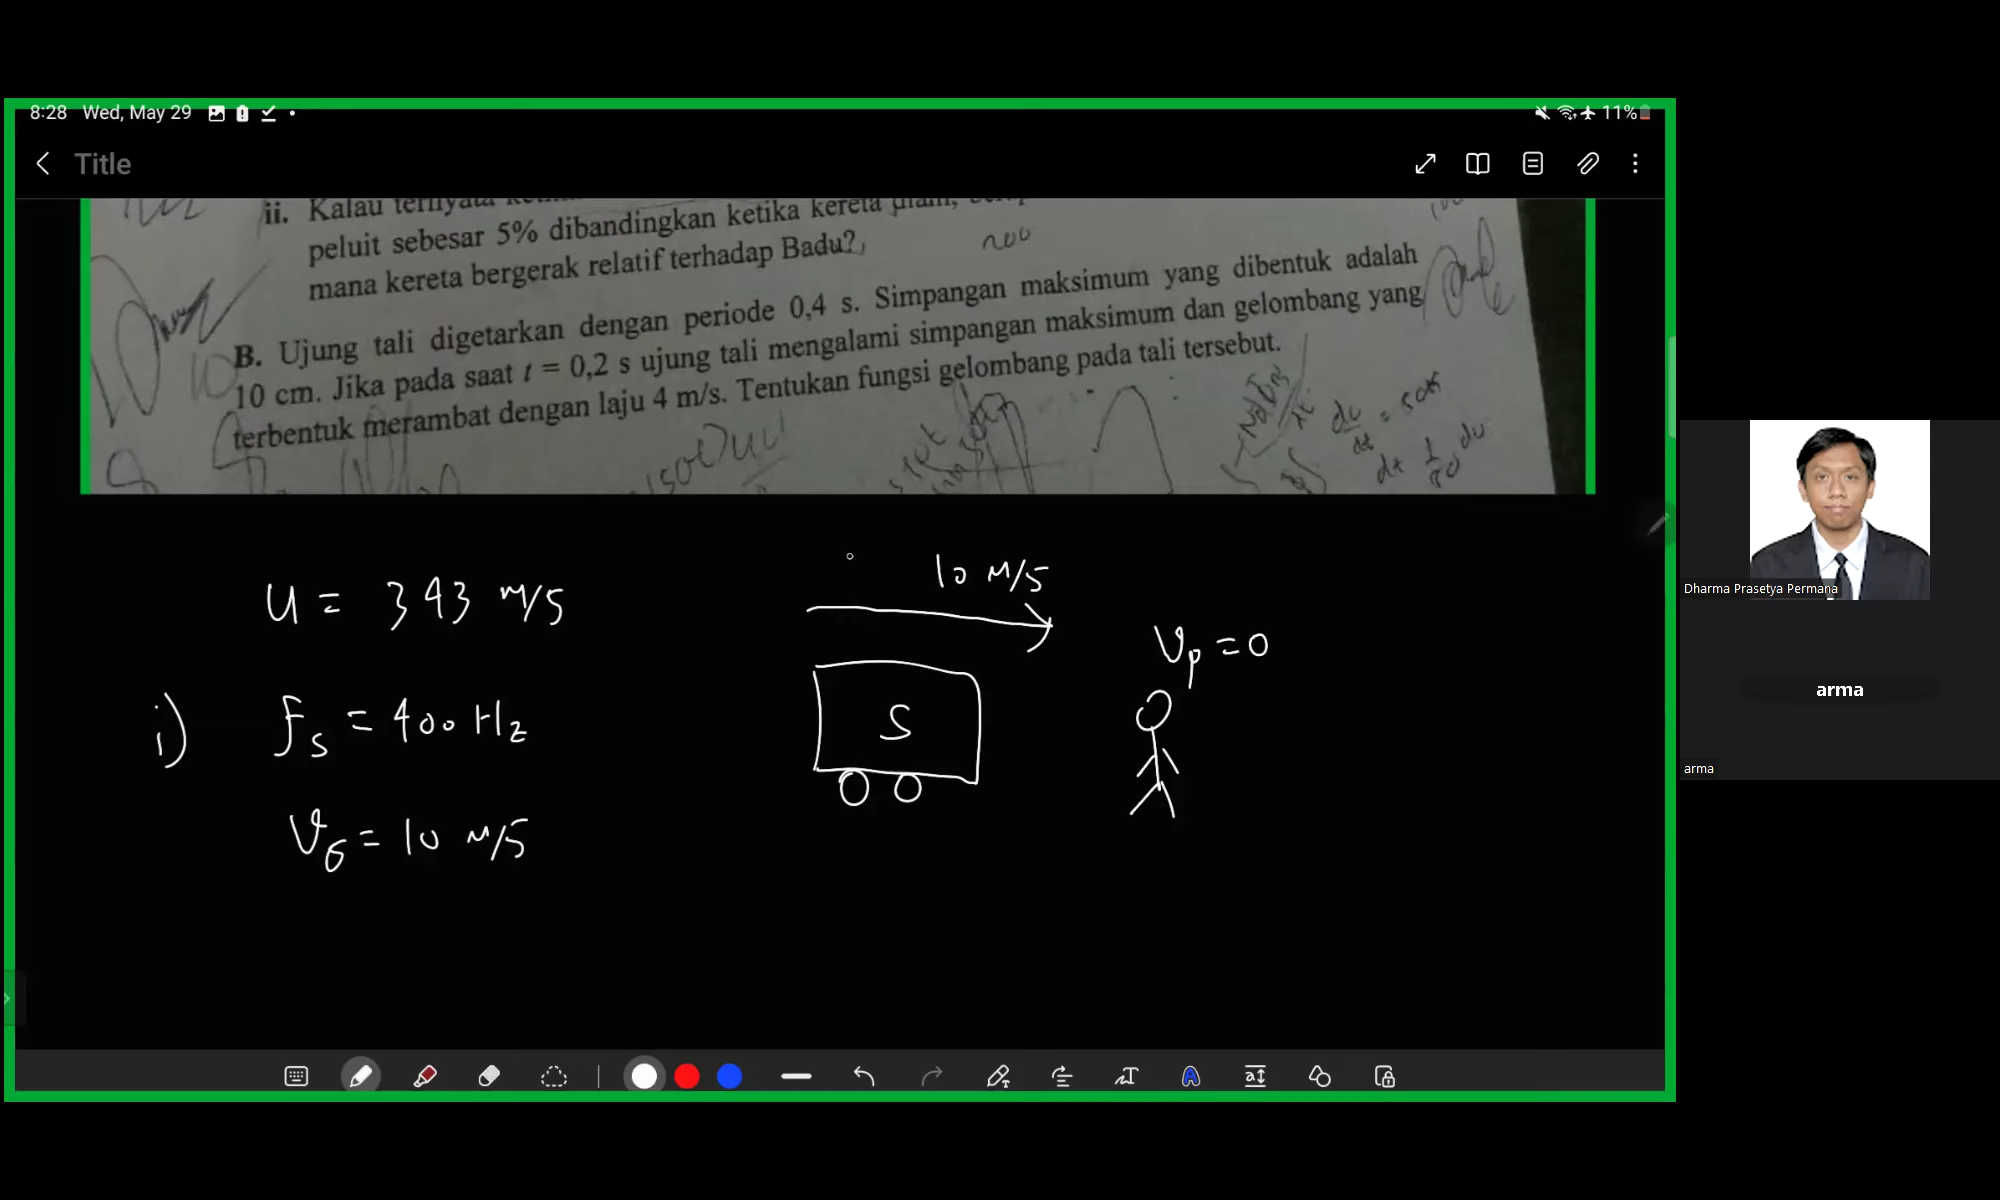 8:28 Wed, May 29
11%
Title
ii. Kalau ternyata
peluit sebesar 5% dibandingkan ketika kereta diam,
mana kereta bergerak relatif terhadap Badu?
B. Ujung tali digetarkan dengan periode 0,4 s. Simpangan maksimum yang dibentuk adalah
10 cm. Jika pada saat t = 0,2 s ujung tali mengalami simpangan maksimum dan gelombang yang
terbentuk merambat dengan laju 4 m/s. Tentukan fungsi gelombang pada tali tersebut.
u = 343 m/s
10 m/s
Vp = 0
i) fs = 400 Hz
S
Vs = 10 m/s
Dharma Prasetya Permana
arma
arma